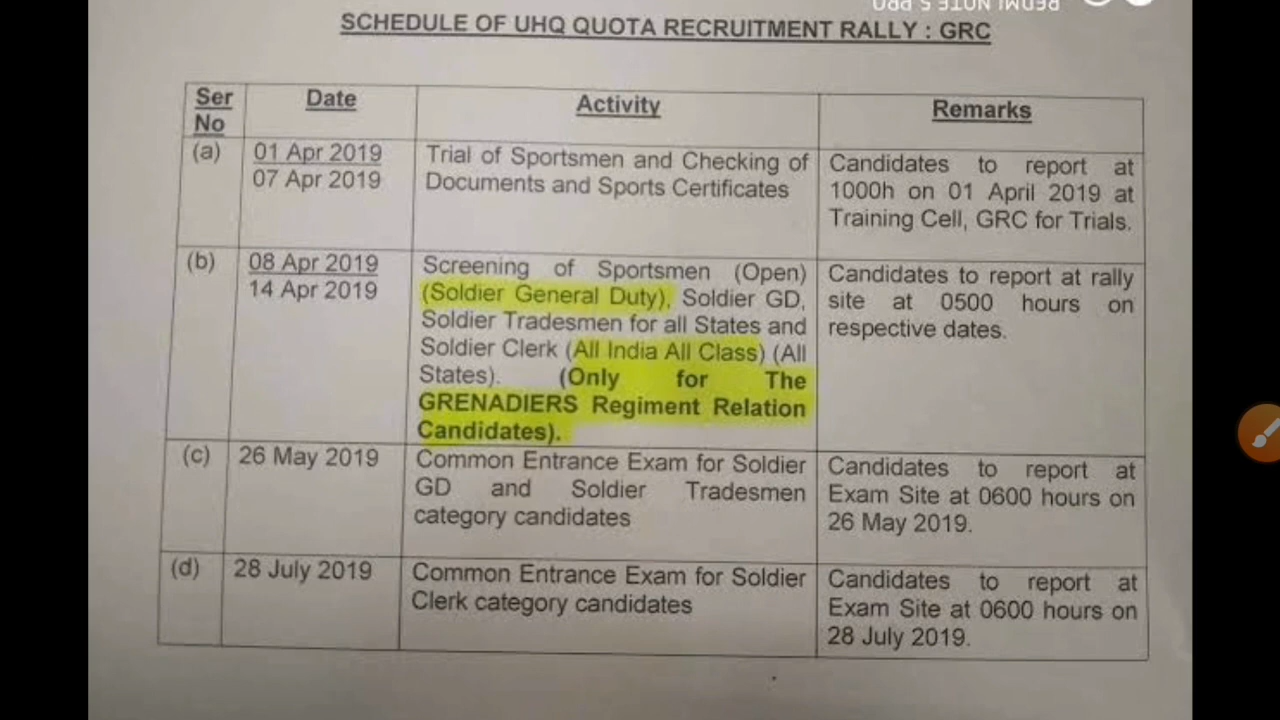 REDMI NOTE 5 PRO
SCHEDULE OF UHQ QUOTA RECRUITMENT RALLY : GRC
Ser No
Date
Activity
Remarks
(a)
01 Apr 2019
07 Apr 2019
Trial of Sportsmen and Checking of
Documents and Sports Certificates
Candidates to report at
1000h on 01 April 2019 at
Training Cell, GRC for Trials.
(b)
08 Apr 2019
14 Apr 2019
Screening of Sportsmen (Open)
(Soldier General Duty), Soldier GD,
Soldier Tradesmen for all States and
Soldier Clerk (All India All Class) (All
States). (Only for The
GRENADIERS Regiment Relation
Candidates).
Candidates to report at rally
site at 0500 hours on
respective dates.
(c)
26 May 2019
Common Entrance Exam for Soldier
GD and Soldier Tradesmen
category candidates
Candidates to report at
Exam Site at 0600 hours on
26 May 2019.
(d)
28 July 2019
Common Entrance Exam for Soldier
Clerk category candidates
Candidates to report at
Exam Site at 0600 hours on
28 July 2019.